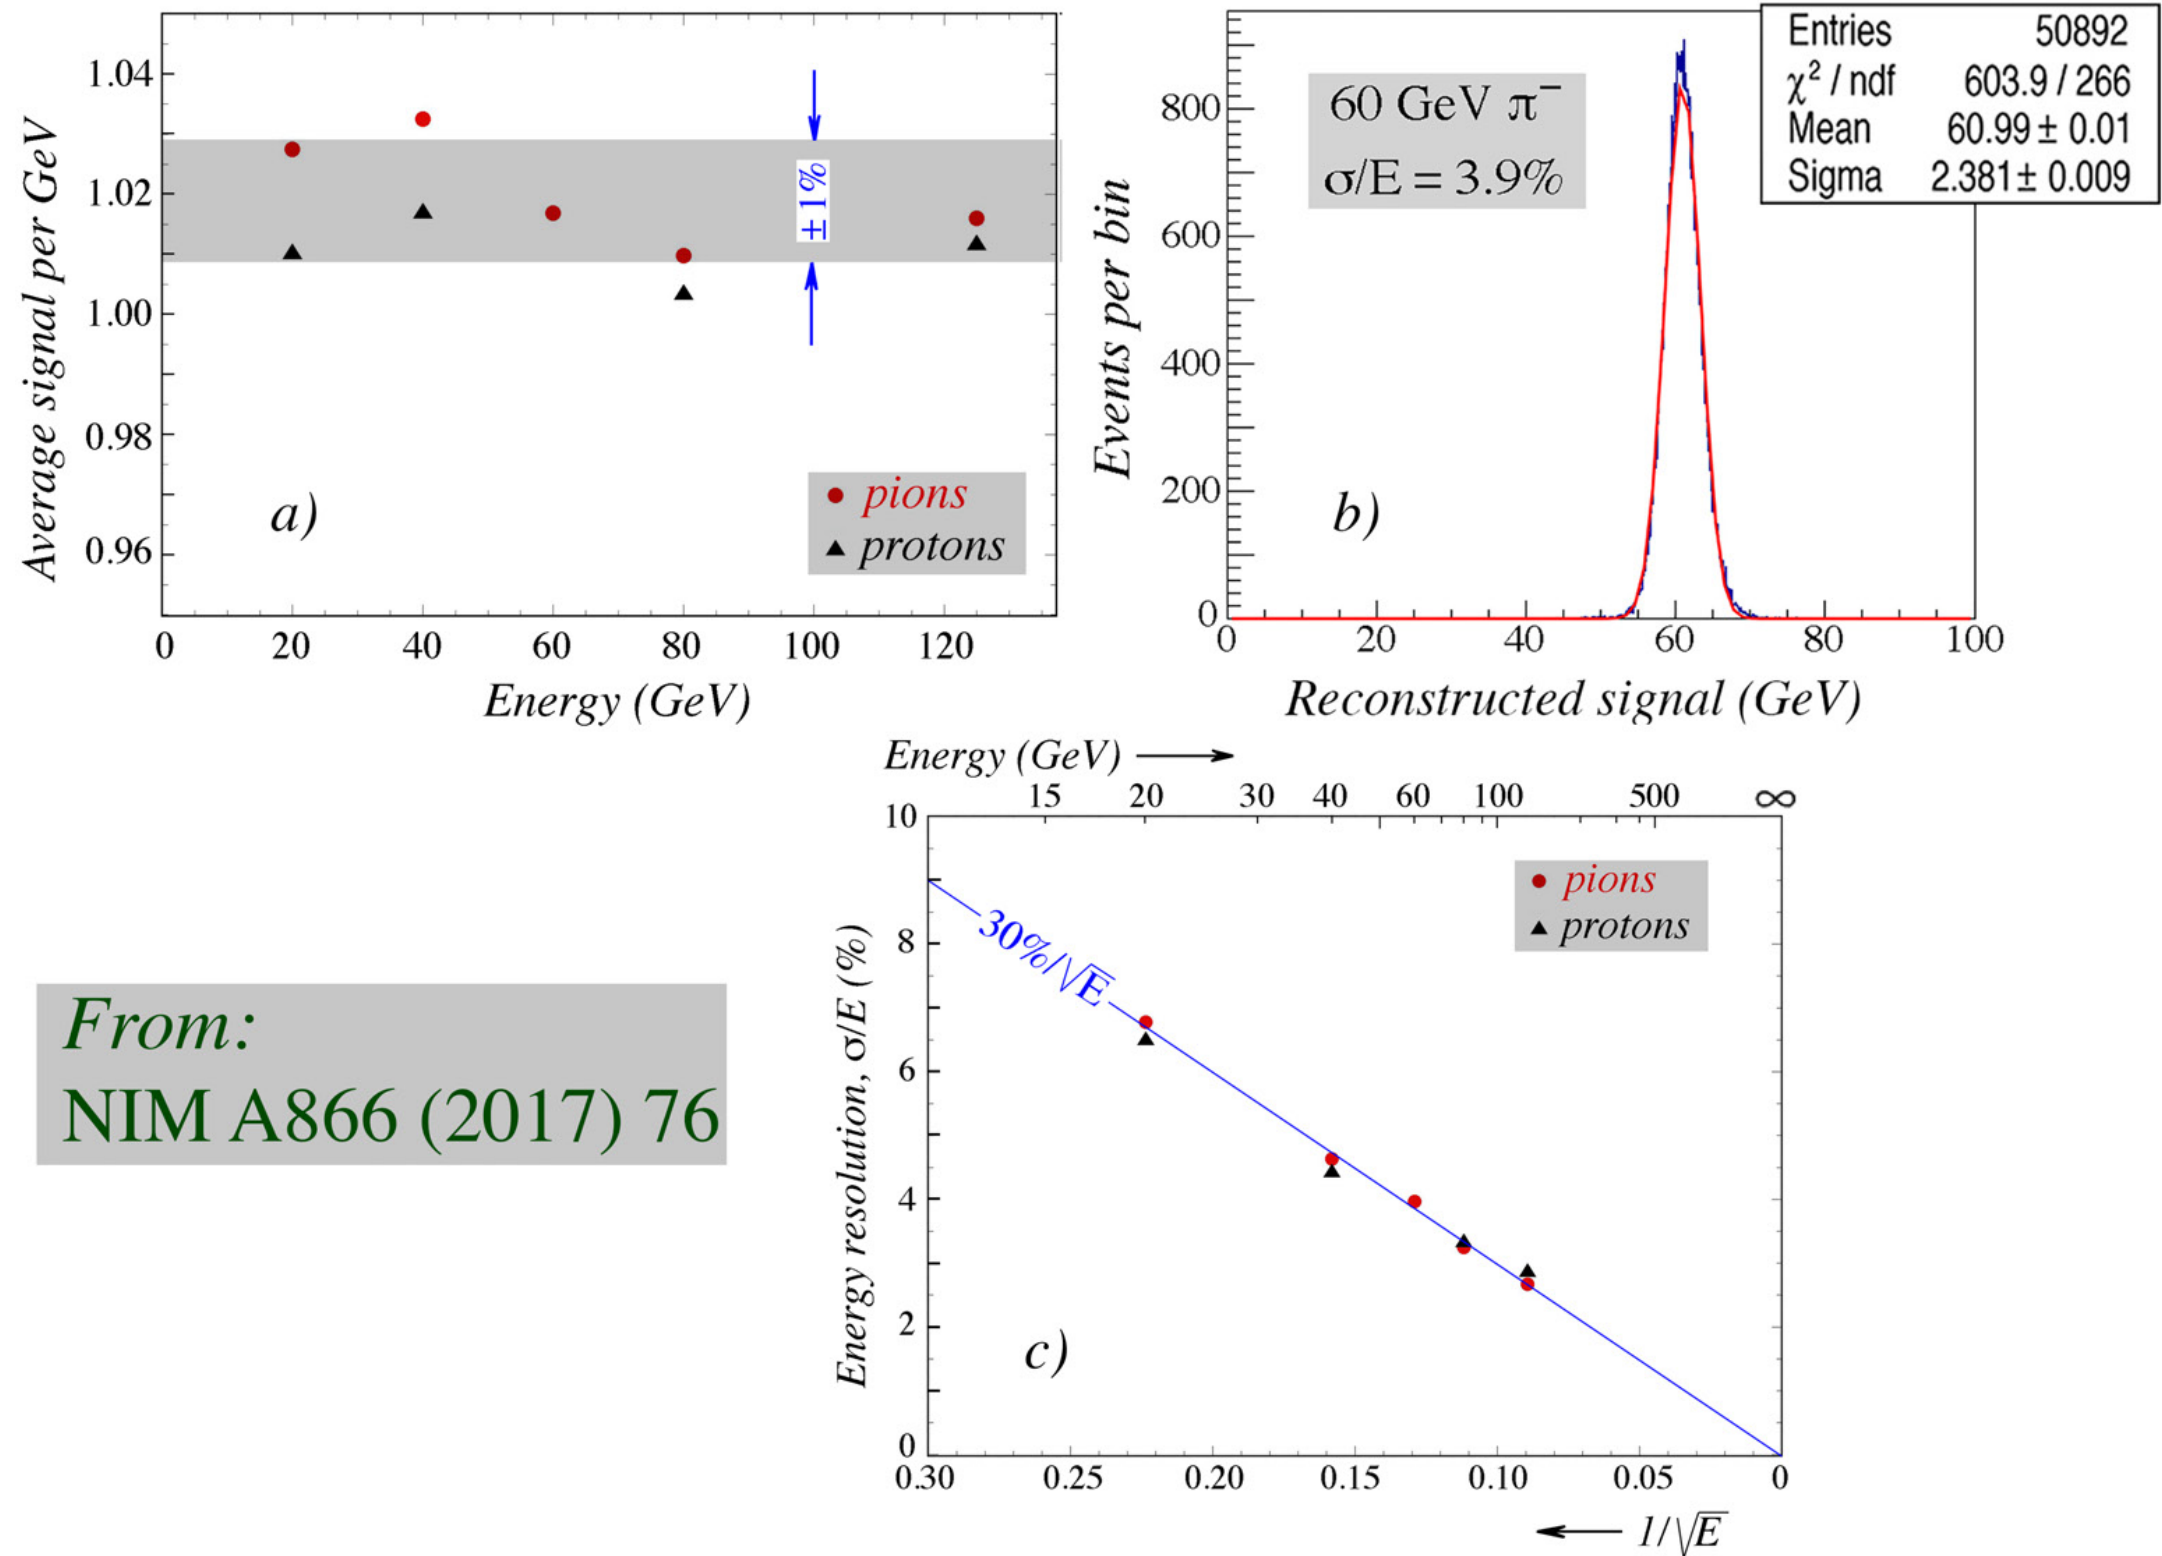 Average signal per GeV
1.04
1.02
1.00
0.98
0.96
± 1%
a)
pions
protons
0 20 40 60 80 100 120
Energy (GeV)
Events per bin
800
600
400
200
0
60 GeV π⁻
σ/E = 3.9%
Entries 50892
χ² / ndf 603.9 / 266
Mean 60.99 ± 0.01
Sigma 2.381 ± 0.009
b)
0 20 40 60 80 100
Reconstructed signal (GeV)
From:
NIM A866 (2017) 76
Energy (GeV)
15 20 30 40 60 100 500 ∞
Energy resolution, σ/E (%)
10
8
6
4
2
0
30%/√E
pions
protons
c)
0.30 0.25 0.20 0.15 0.10 0.05 0
1/√E